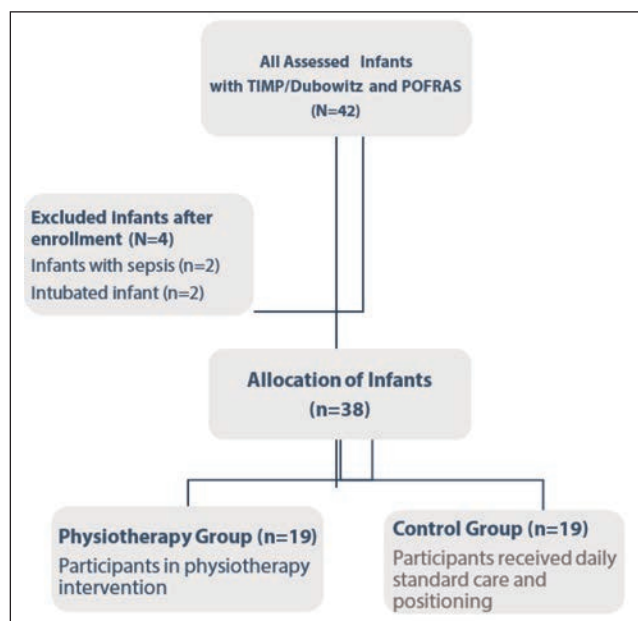 All Assessed Infants
with TIMP/Dubowitz and POFRAS
(N=42)
Excluded Infants after
enrollment (N=4)
Infants with sepsis (n=2)
Intubated infant (n=2)
Allocation of Infants
(n=38)
Physiotherapy Group (n=19)
Participants in physiotherapy
intervention
Control Group (n=19)
Participants received daily
standard care and
positioning